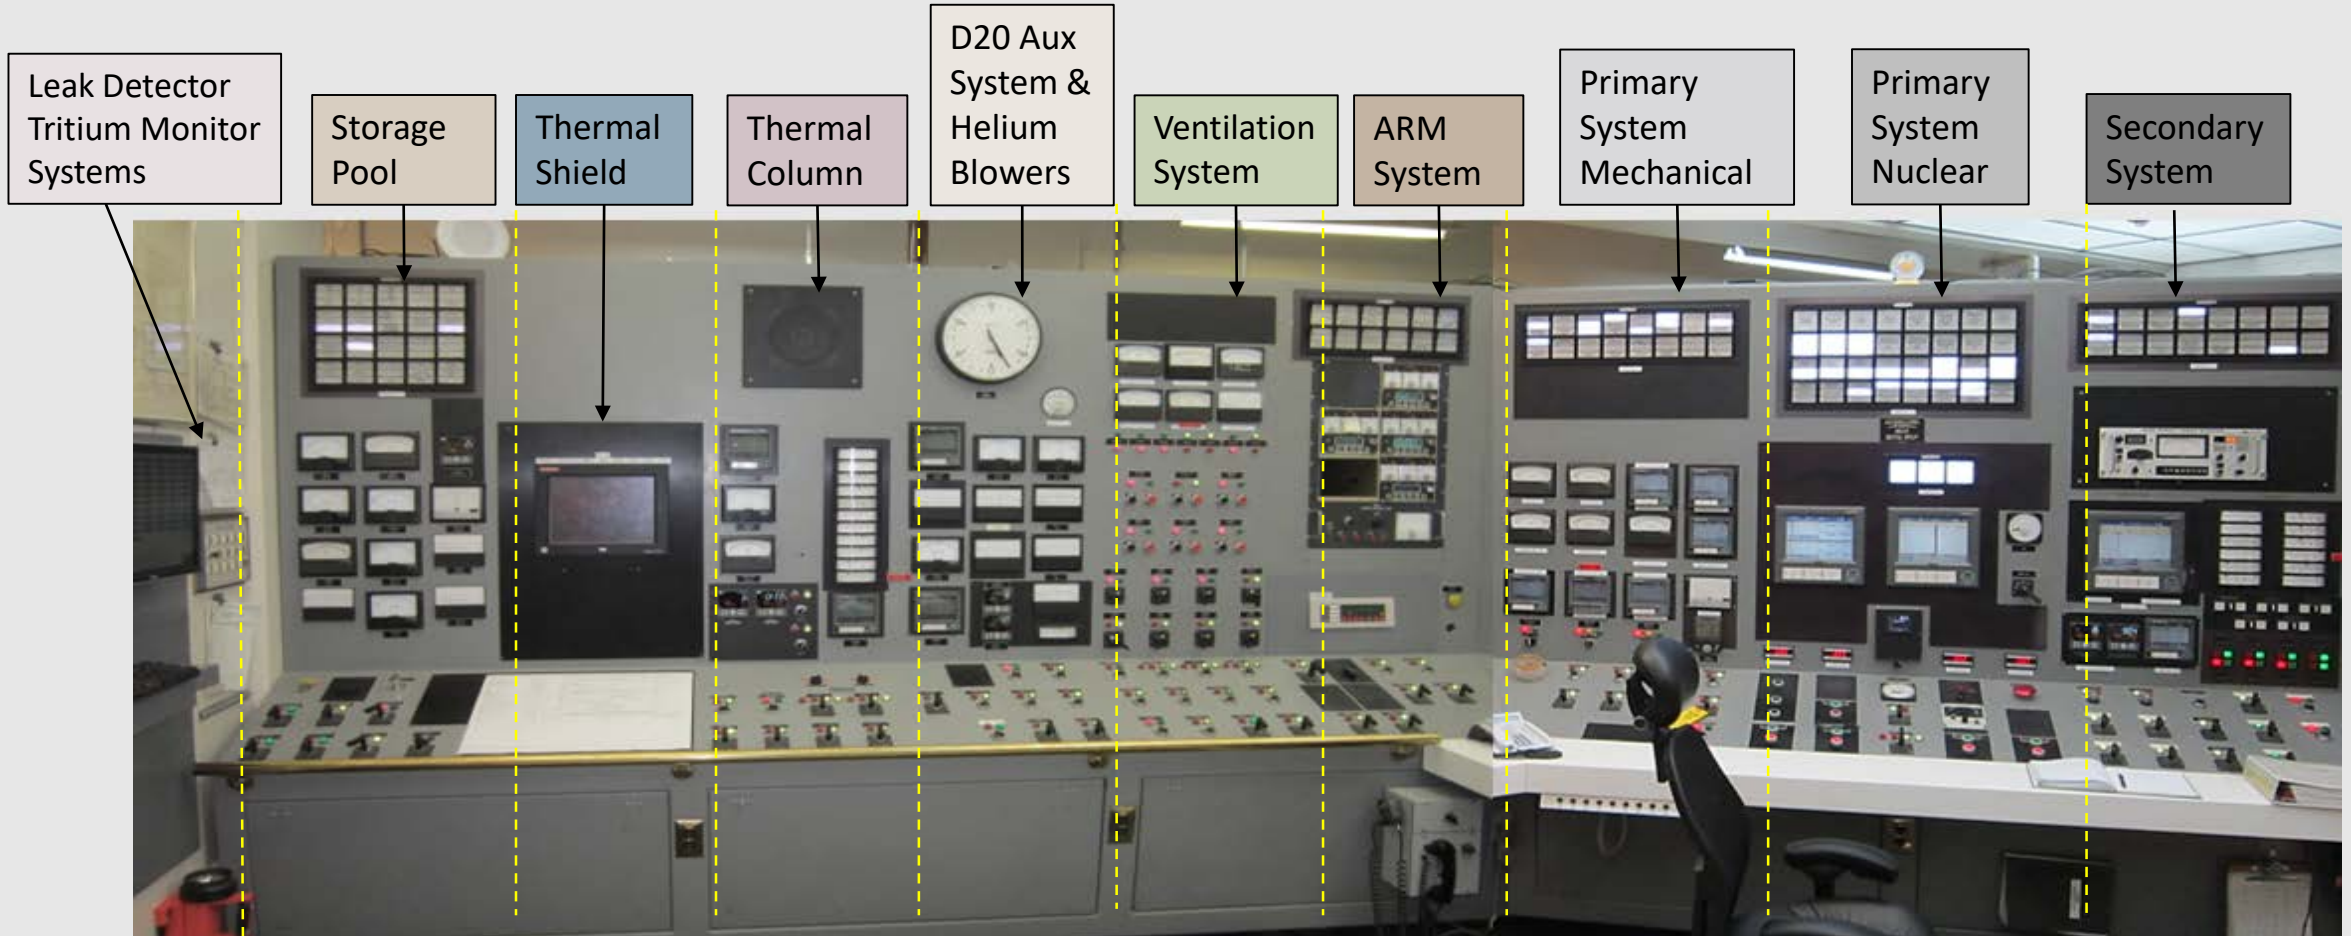 Leak Detector
Tritium Monitor
Systems
Storage
Pool
Thermal
Shield
Thermal
Column
D20 Aux
System &
Helium
Blowers
Ventilation
System
ARM
System
Primary
System
Mechanical
Primary
System
Nuclear
Secondary
System